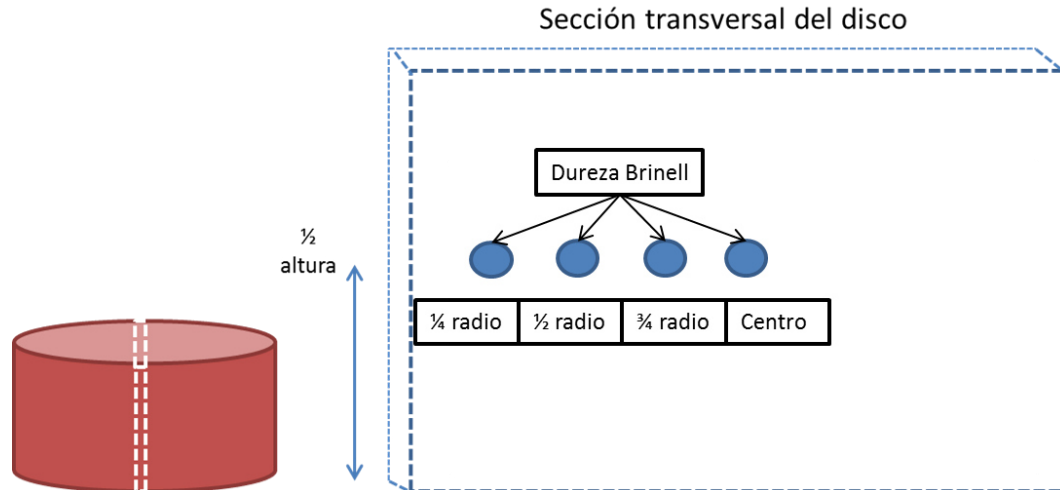 Sección transversal del disco
Dureza Brinell
½
altura
¼ radio
½ radio
¾ radio
Centro